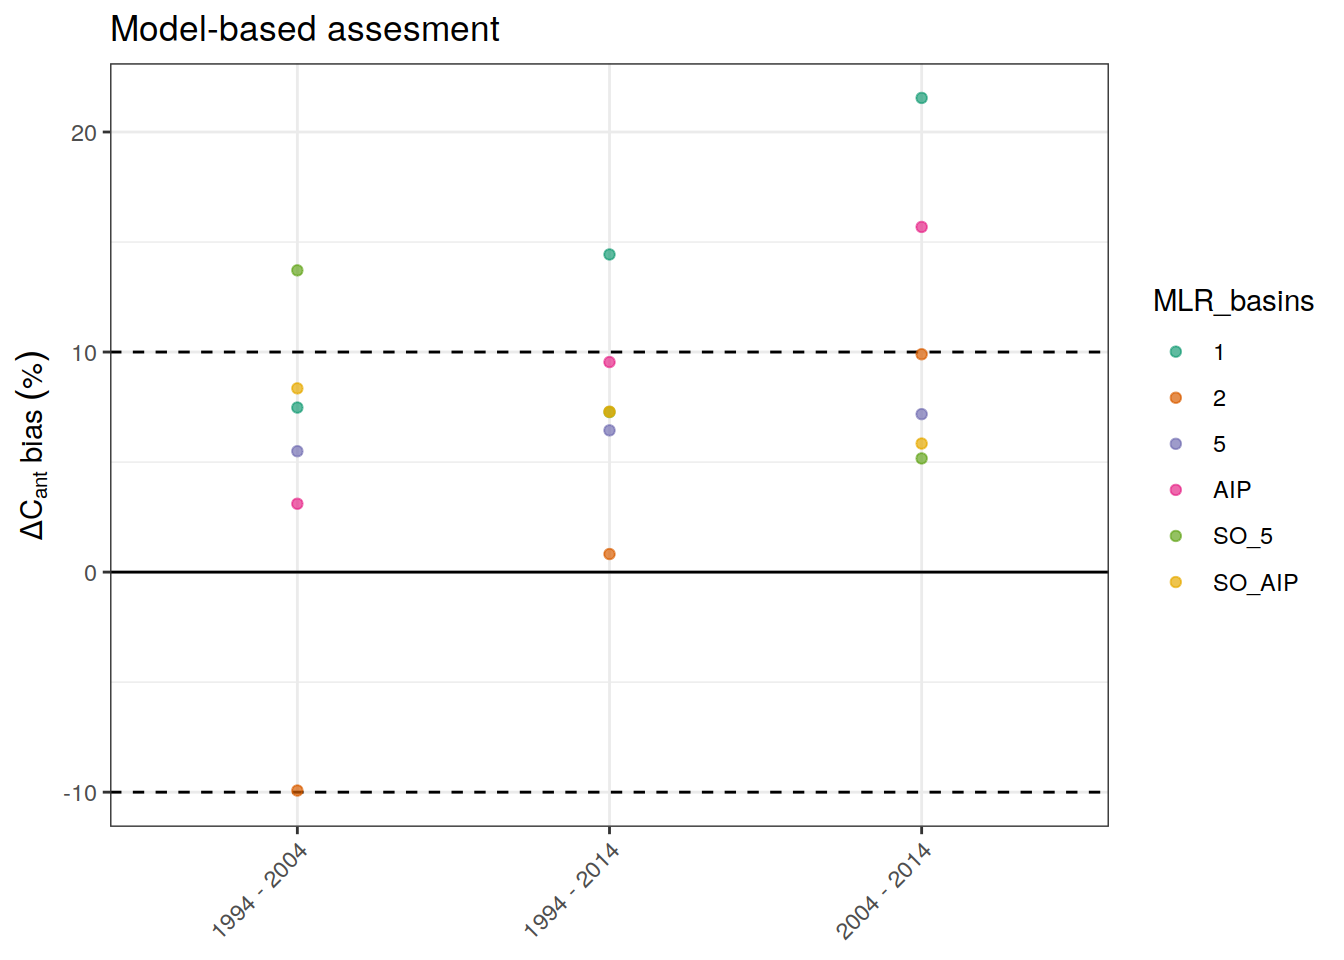 Model-based assesment
20
10
0
-10
ΔCant bias (%)
1994 - 2004
1994 - 2014
2004 - 2014
MLR_basins
1
2
5
AIP
SO_5
SO_AIP